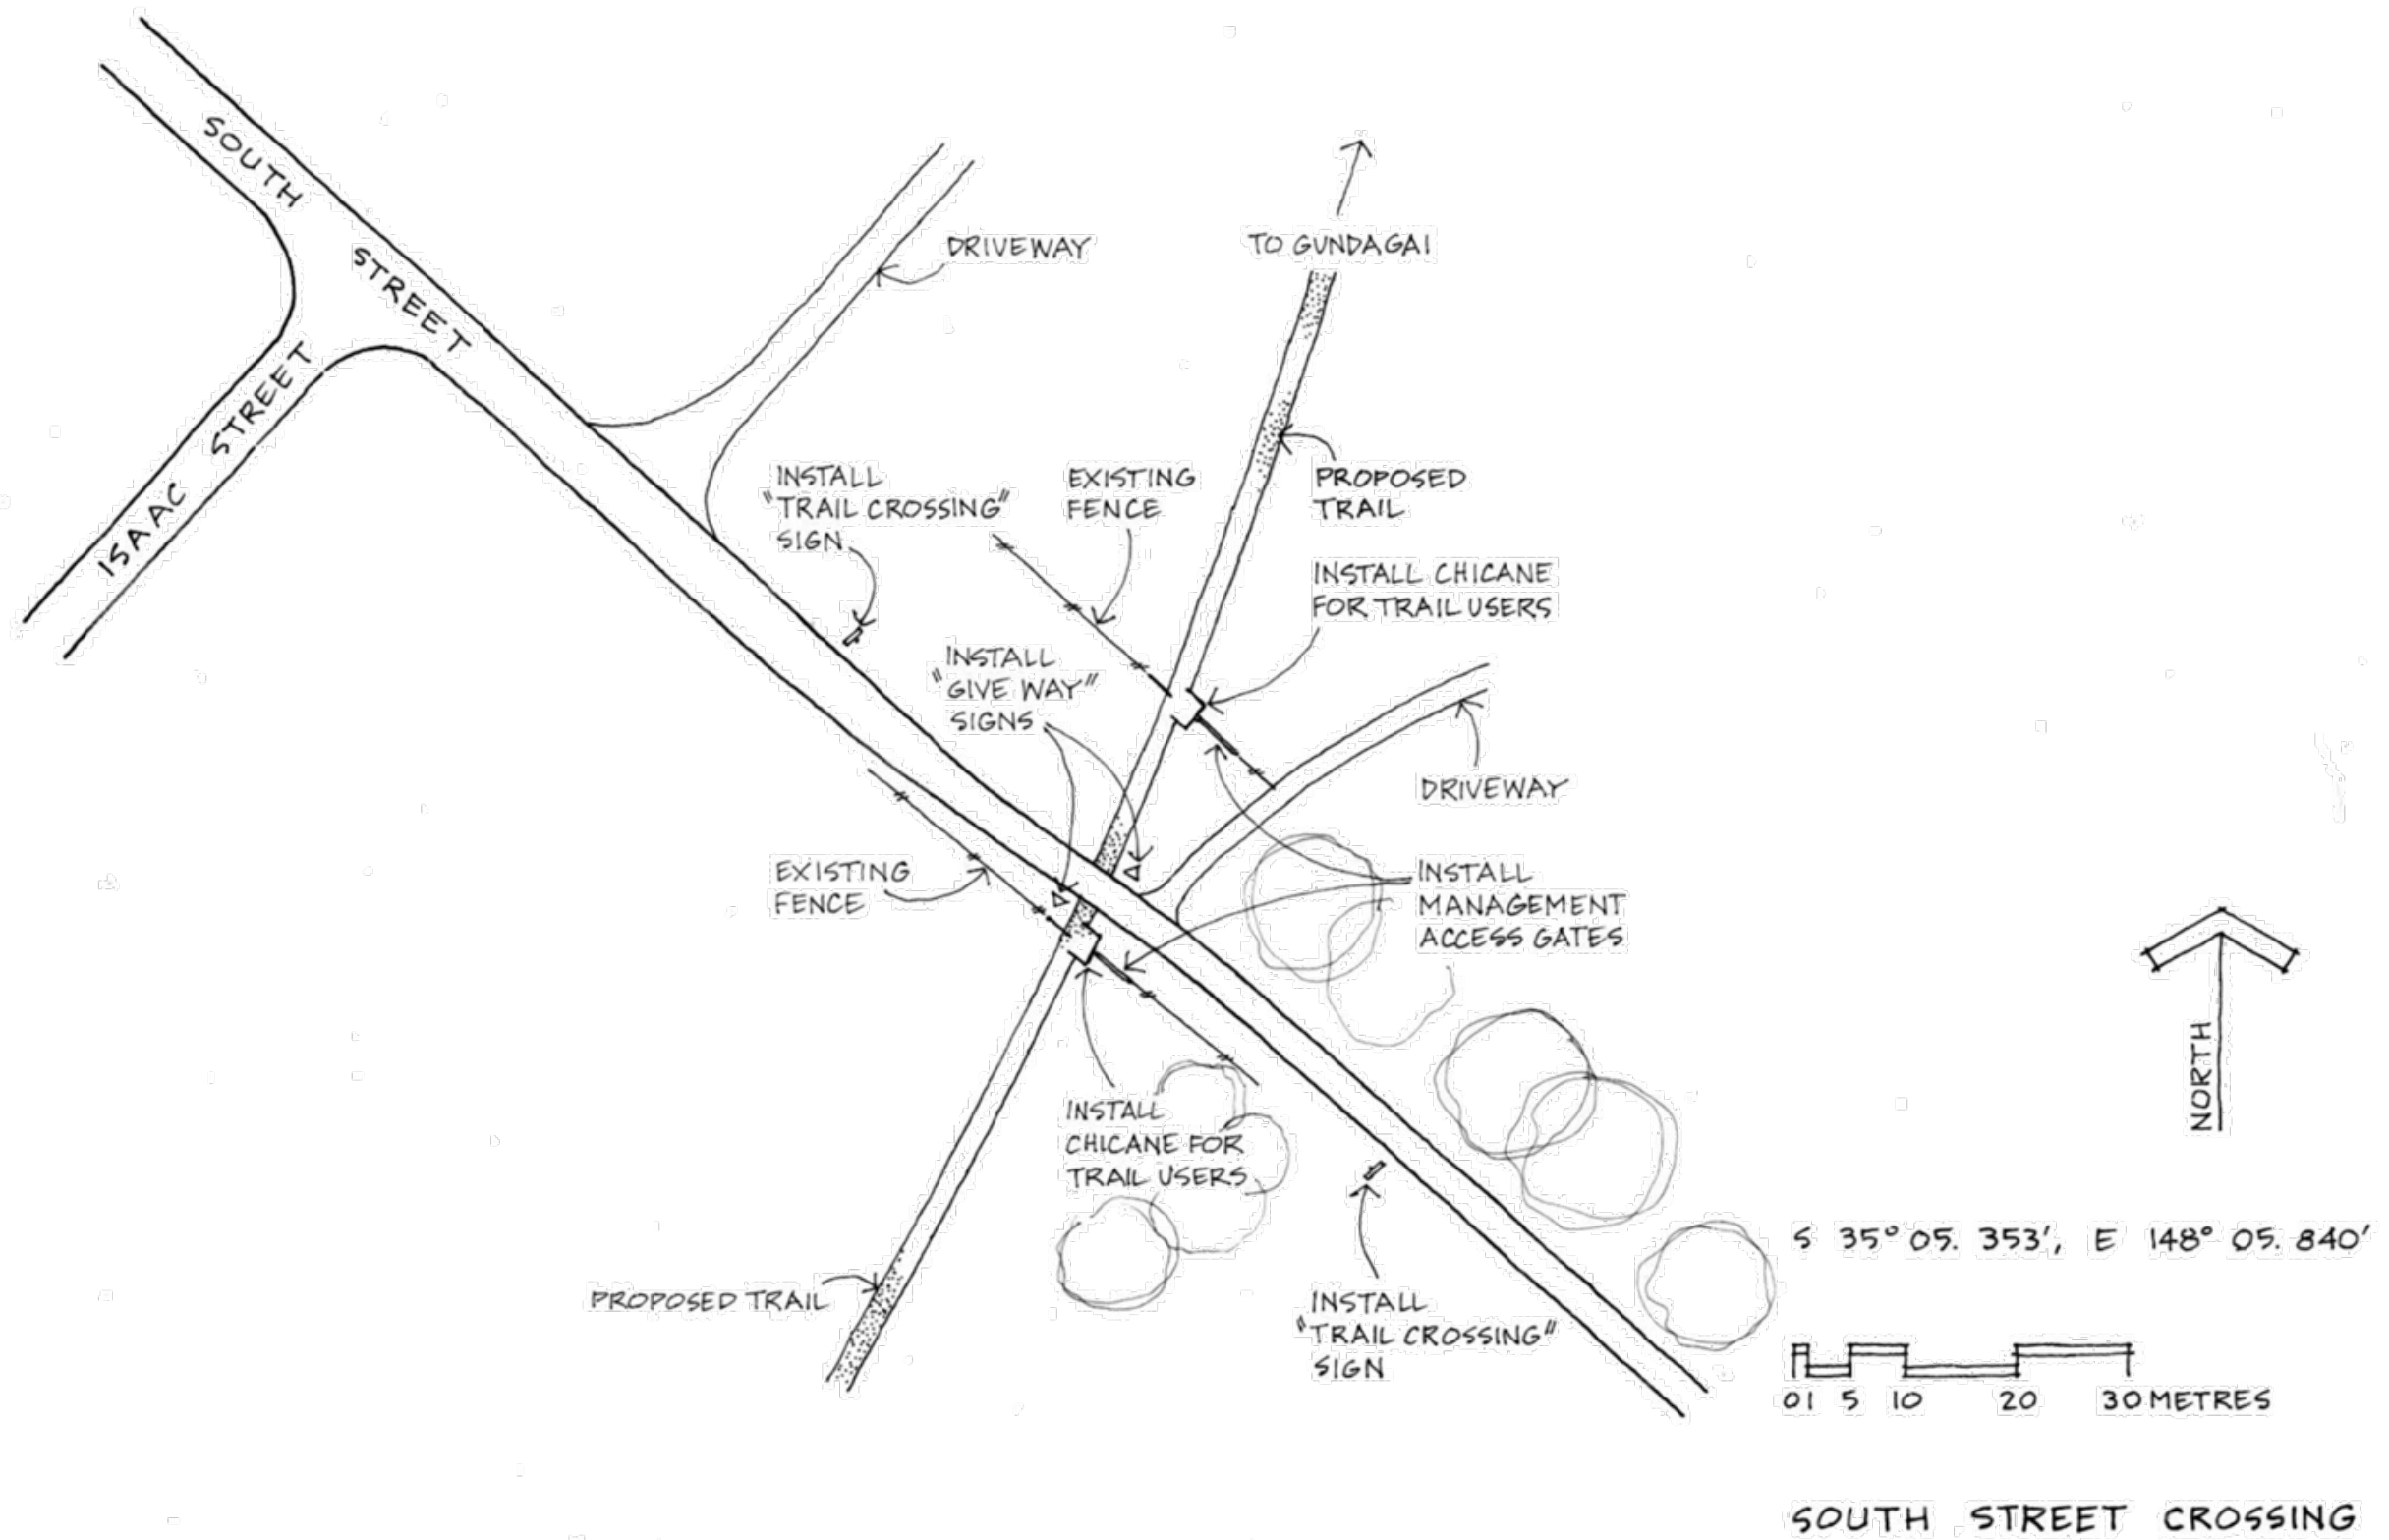 SOUTH STREET
ISAAC STREET
DRIVEWAY
TO GUNDAGAI
INSTALL
"TRAIL CROSSING"
SIGN
EXISTING
FENCE
PROPOSED
TRAIL
INSTALL CHICANE
FOR TRAIL USERS
INSTALL
"GIVE WAY"
SIGNS
DRIVEWAY
EXISTING
FENCE
INSTALL
MANAGEMENT
ACCESS GATES
NORTH
INSTALL
CHICANE FOR
TRAIL USERS
PROPOSED TRAIL
INSTALL
"TRAIL CROSSING"
SIGN
S 35° 05. 353', E 148° 05. 840'
0 1 5 10 20 30 METRES
SOUTH STREET CROSSING